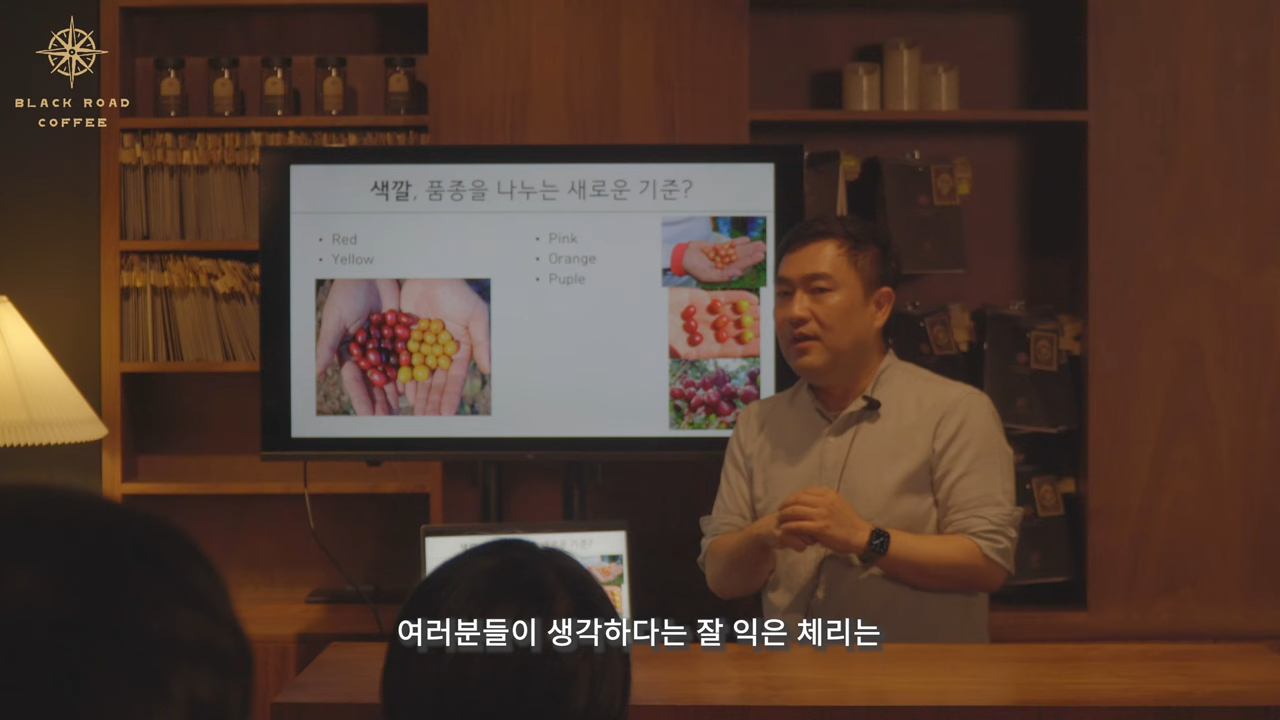 BLACK ROAD
COFFEE
색깔, 품종을 나누는 새로운 기준?
• Red
• Yellow
• Pink
• Orange
• Puple
여러분들이 생각하다는 잘 익은 체리는